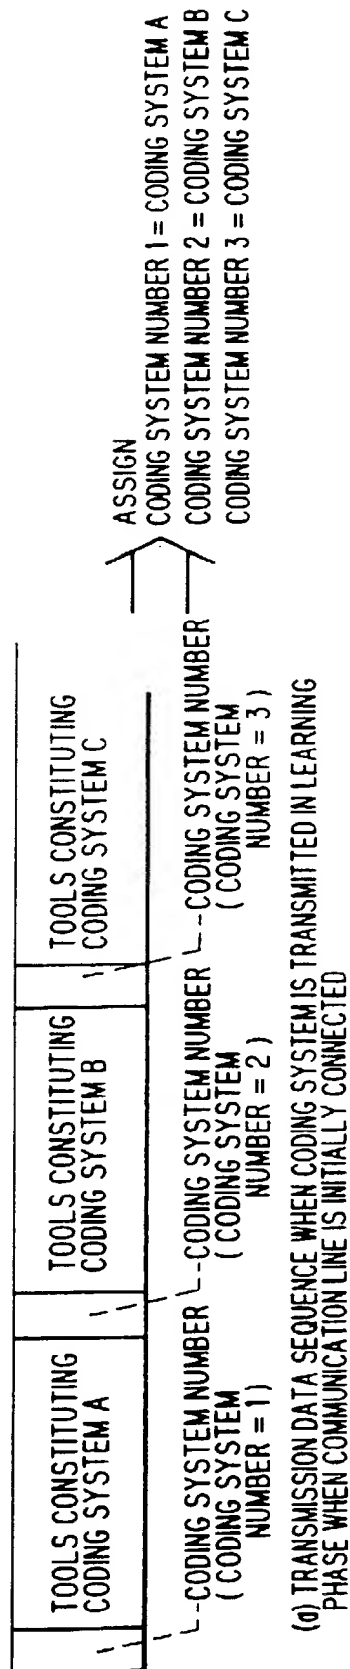 TOOLS CONSTITUTING
CODING SYSTEM A
TOOLS CONSTITUTING
CODING SYSTEM B
TOOLS CONSTITUTING
CODING SYSTEM C
CODING SYSTEM NUMBER
( CODING SYSTEM
NUMBER = 1)
CODING SYSTEM NUMBER
( CODING SYSTEM
NUMBER = 2 )
CODING SYSTEM NUMBER
( CODING SYSTEM
NUMBER = 3 )
ASSIGN
CODING SYSTEM NUMBER 1 = CODING SYSTEM A
CODING SYSTEM NUMBER 2 = CODING SYSTEM B
CODING SYSTEM NUMBER 3 = CODING SYSTEM C
(a) TRANSMISSION DATA SEQUENCE WHEN CODING SYSTEM IS TRANSMITTED IN LEARNING
PHASE WHEN COMMUNICATION LINE IS INITIALLY CONNECTED